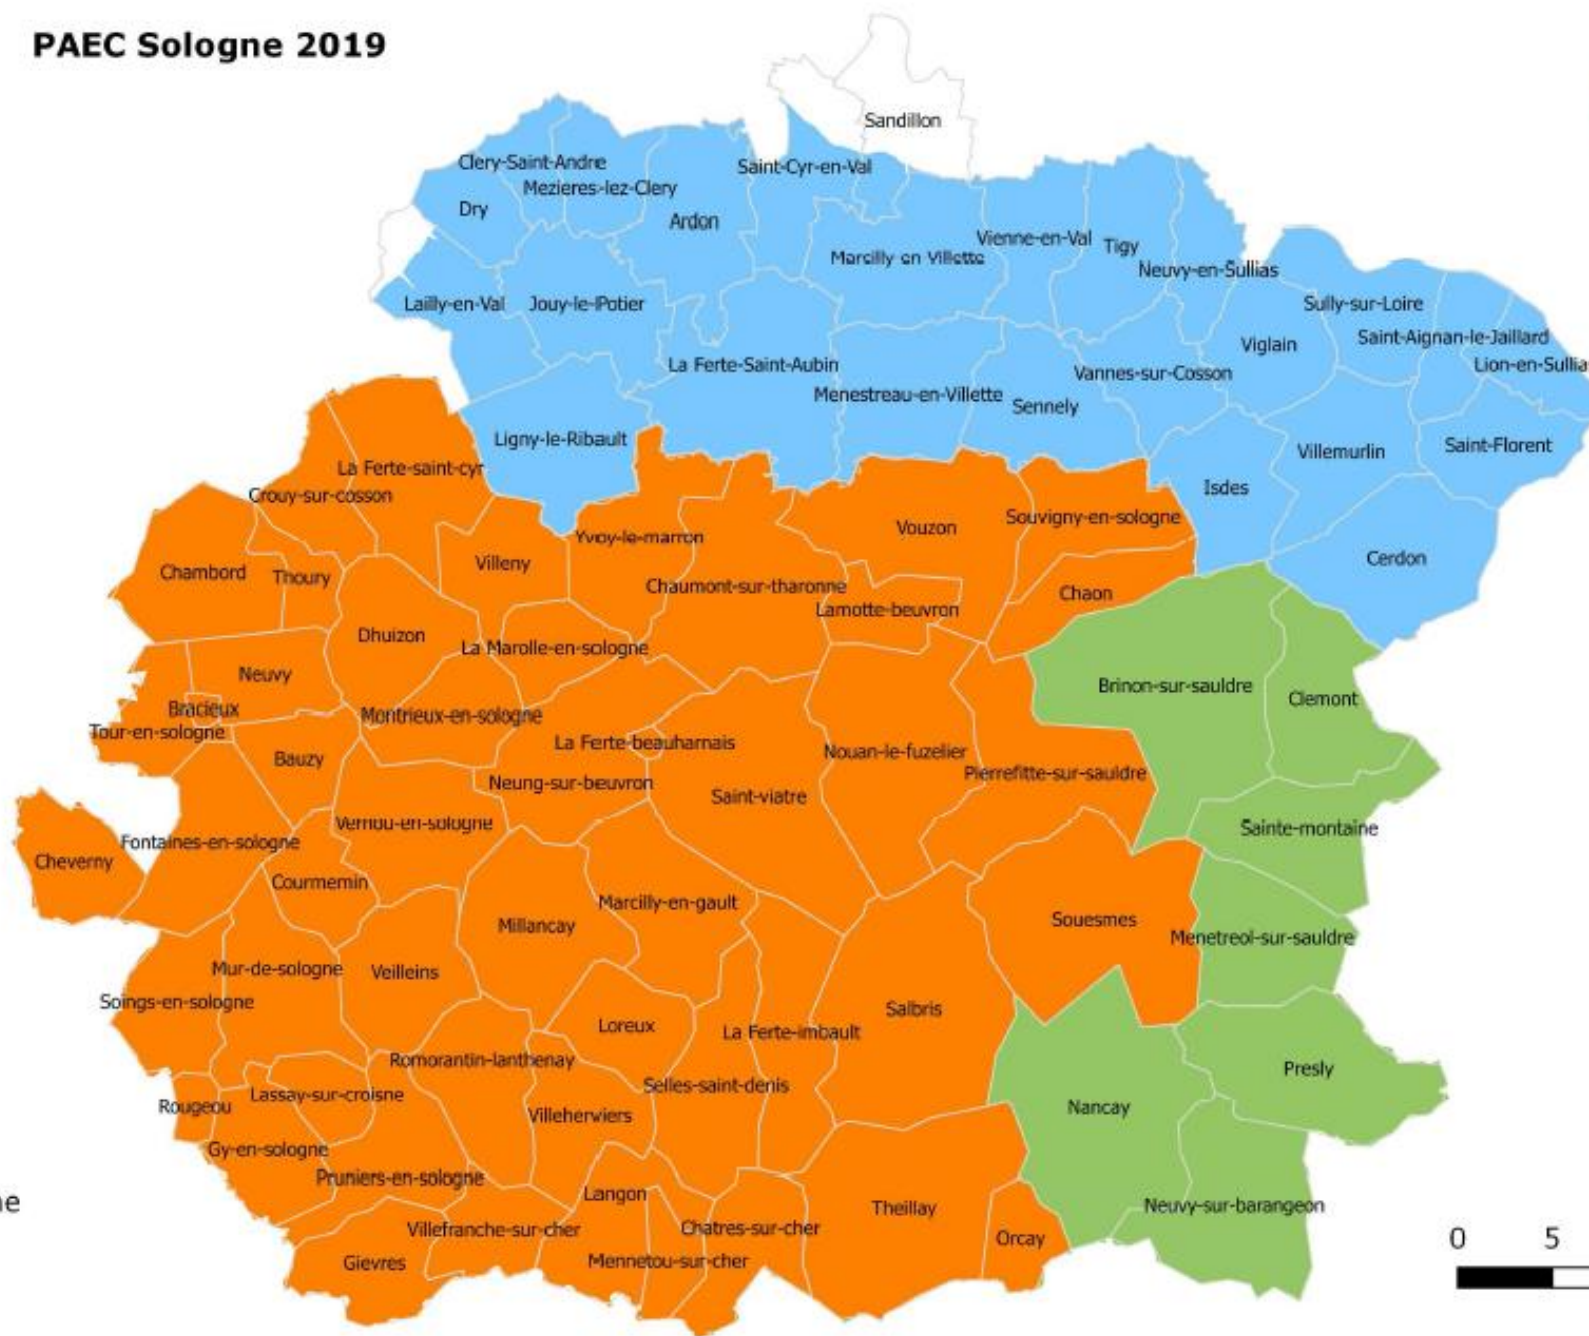 PAEC Sologne 2019
Sandillon
Clery-Saint-Andre
Saint-Cyr-en-Val
Mezieres-lez-Clery
Dry
Ardon
Vienne-en-Val
Tigy
Marcilly en Villette
Neuvy-en-Sullias
Lailly-en-Val
Jouy-le-Potier
Sully-sur-Loire
Saint-Aignan-le-Jaillard
Viglain
La Ferte-Saint-Aubin
Lion-en-Sullia
Vannes-sur-Cosson
Menestreau-en-Villette
Sennely
Ligny-le-Ribault
Saint-Florent
Villemurlin
La Ferte-saint-cyr
Isdes
Crouy-sur-cosson
Souvigny-en-sologne
Vouzon
Yvoy-le-marron
Cerdon
Villeny
Chambord
Thoury
Chaumont-sur-tharonne
Chaon
Lamotte-beuvron
Dhuizon
La Marolle-en-sologne
Neuvy
Brinon-sur-sauldre
Clemont
Bracieux
Montrieux-en-sologne
Tour-en-sologne
La Ferte-beauharnais
Nouan-le-fuzelier
Bauzy
Pierrefitte-sur-sauldre
Neung-sur-beuvron
Saint-viatre
Vernou-en-sologne
Sainte-montaine
Fontaines-en-sologne
Cheverny
Courmemin
Marcilly-en-gault
Souesmes
Millancay
Menetreol-sur-sauldre
Mur-de-sologne
Veilleins
Soings-en-sologne
Salbris
Loreux
La Ferte-imbault
Romorantin-lanthenay
Presly
Selles-saint-denis
Lassay-sur-croisne
Rougeou
Nancay
Villeherviers
Gy-en-sologne
Pruniers-en-sologne
Langon
ne
Neuvy-sur-barangeon
Theillay
Villefranche-sur-cher
Chatres-sur-cher
Orcay
0 5
Gievres
Mennetou-sur-cher